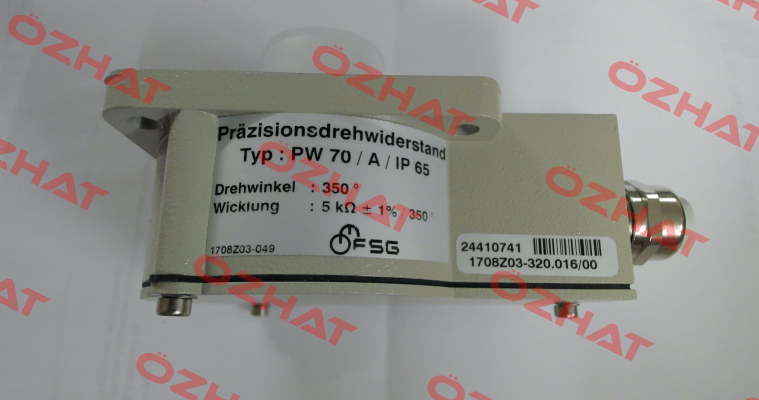 ÖZHAT
ÖZHAT
ÖZHAT
ÖZHAT
Präzisionsdrehwiderstand
Typ : PW 70 / A / IP 65
Drehwinkel : 350 °
Wicklung : 5 kΩ ± 1% / 350 °
1708Z03-049
FSG
24410741
1708Z03-320.016/00
ÖZHAT
ÖZHAT
ÖZHAT
ÖZHAT
ÖZHAT